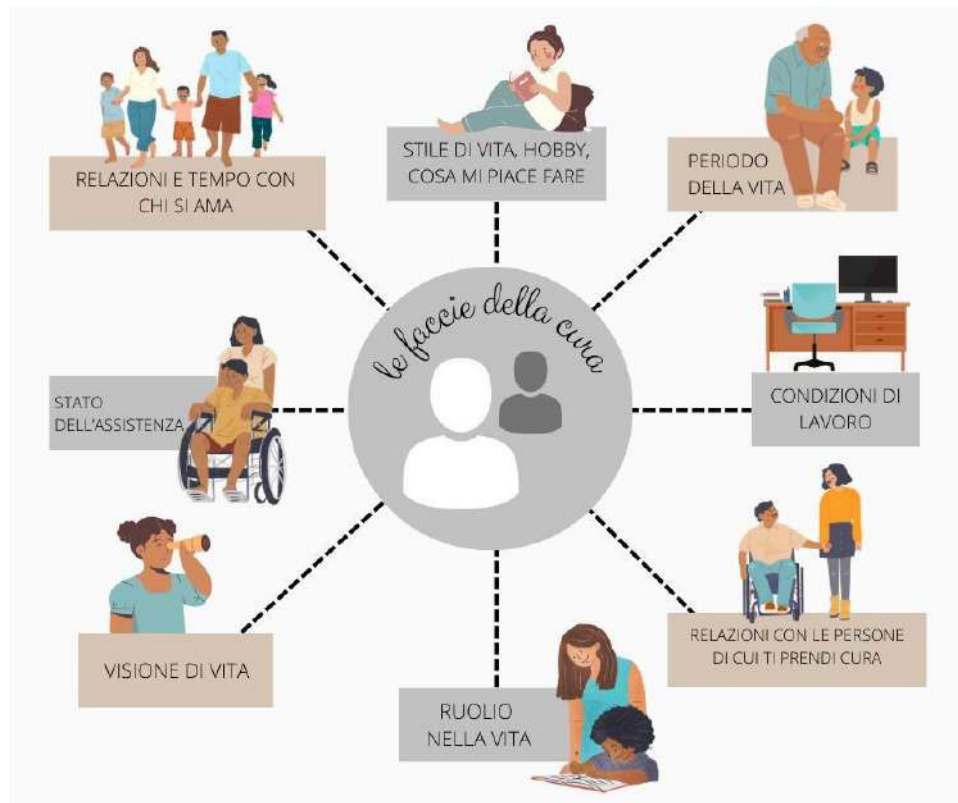 RELAZIONI E TEMPO CON
CHI SI AMA
STILE DI VITA, HOBBY,
COSA MI PIACE FARE
PERIODO
DELLA VITA
le faccie della cura
STATO
DELL'ASSISTENZA
CONDIZIONI DI
LAVORO
VISIONE DI VITA
RELAZIONI CON LE PERSONE
DI CUI TI PRENDI CURA
RUOLIO
NELLA VITA